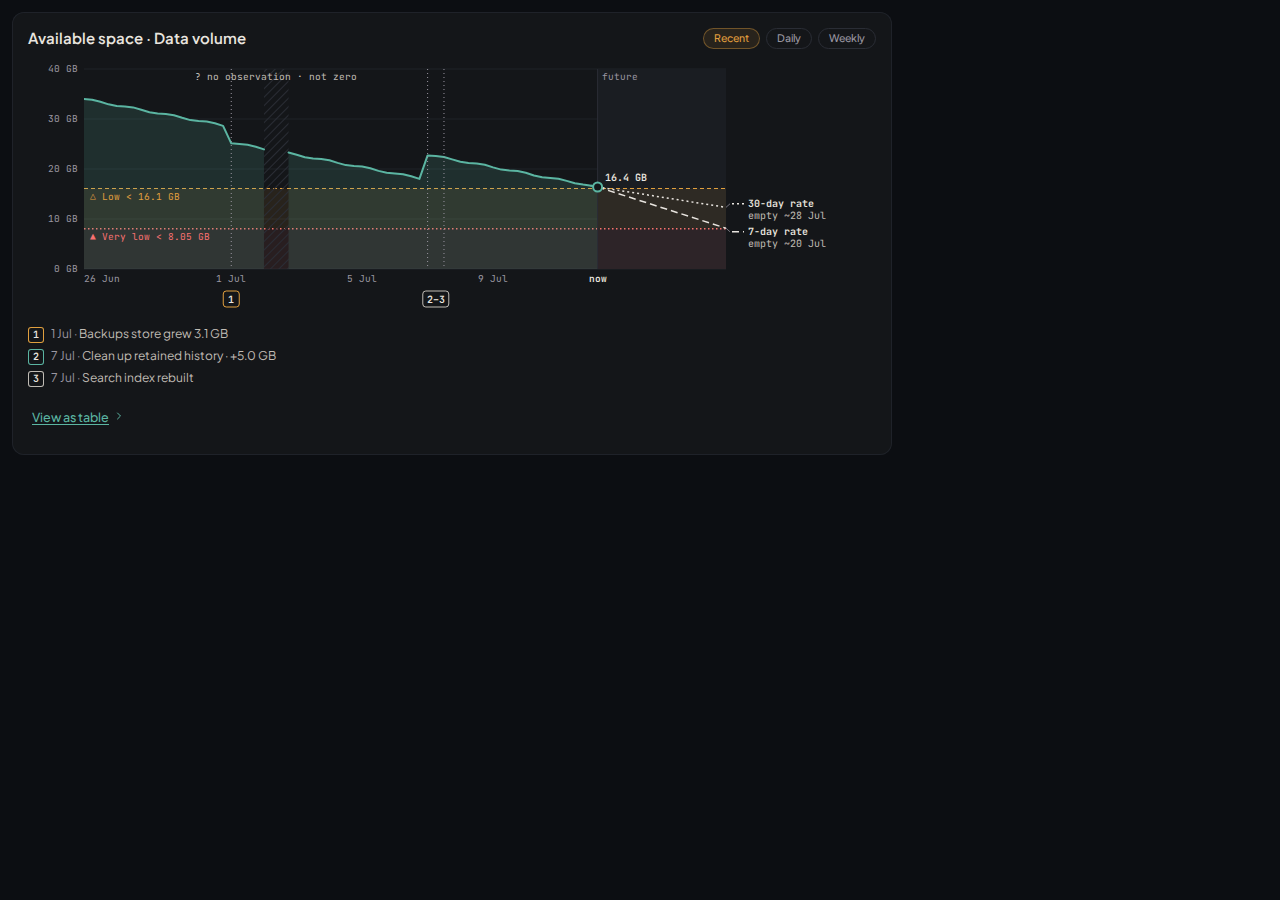 Available space · Data volume
Recent
Daily
Weekly
40 GB
? no observation · not zero
future
30 GB
20 GB
16.4 GB
△ Low < 16.1 GB
30-day rate
empty ~28 Jul
10 GB
▲ Very low < 8.05 GB
7-day rate
empty ~20 Jul
0 GB
26 Jun
1 Jul
5 Jul
9 Jul
now
1
2–3
1 1 Jul · Backups store grew 3.1 GB
2 7 Jul · Clean up retained history · +5.0 GB
3 7 Jul · Search index rebuilt
View as table ›